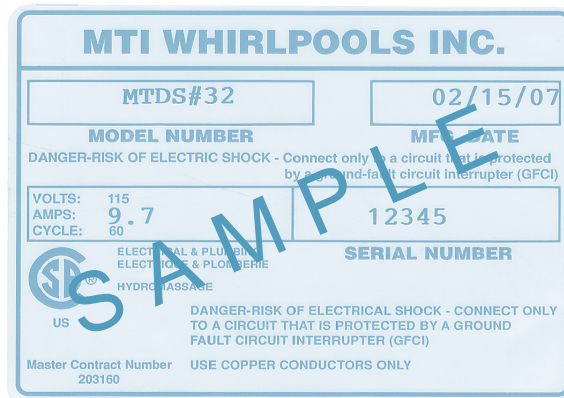 MTI WHIRLPOOLS INC.
MTDS#32
02/15/07
MODEL NUMBER
MFG. DATE
DANGER-RISK OF ELECTRIC SHOCK - Connect only to a circuit that is protected
by a ground-fault circuit interrupter (GFCI)
VOLTS: 115
AMPS: 9.7
CYCLE: 60
12345
SERIAL NUMBER
ELECTRICAL & PLUMBING
ELECTRIQUE & PLOMBERIE
HYDROMASSAGE
SA ®
US
DANGER-RISK OF ELECTRICAL SHOCK - CONNECT ONLY
TO A CIRCUIT THAT IS PROTECTED BY A GROUND
FAULT CIRCUIT INTERRUPTER (GFCI)
Master Contract Number
203160
USE COPPER CONDUCTORS ONLY
SAMPLE